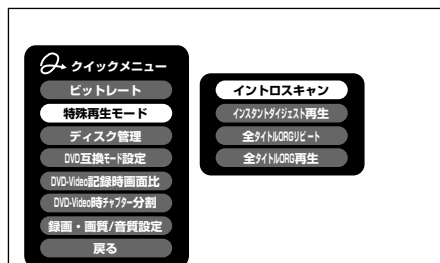 クイックメニュー
ビットレート
特殊再生モード
ディスク管理
DVD互換モード設定
DVD-Video記録時画面比
DVD-Video時チャプター分割
録画・画質/音質設定
戻る
イントロスキャン
インスタントダイジェスト再生
全タイトルORGリピート
全タイトルORG再生